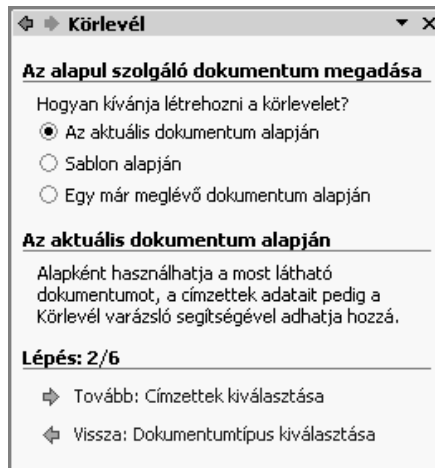 Körlevél
Az alapul szolgáló dokumentum megadása
Hogyan kívánja létrehozni a körlevelet?
Az aktuális dokumentum alapján
Sablon alapján
Egy már meglévő dokumentum alapján
Az aktuális dokumentum alapján
Alapként használhatja a most látható
dokumentumot, a címzettek adatait pedig a
Körlevél varázsló segítségével adhatja hozzá.
Lépés: 2/6
Tovább: Címzettek kiválasztása
Vissza: Dokumentumtípus kiválasztása